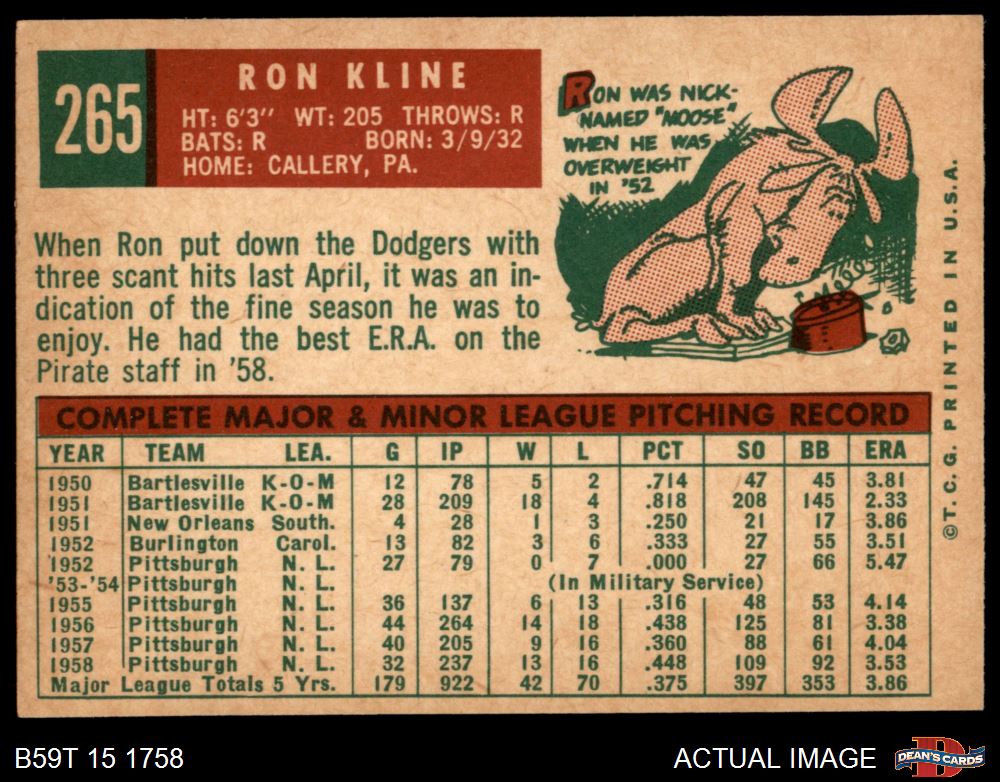 265
RON KLINE
HT: 6'3" WT: 205 THROWS: R
BATS: R BORN: 3/9/32
HOME: CALLERY, PA.
RON WAS NICK-
NAMED "MOOSE"
WHEN HE WAS
OVERWEIGHT
IN '52
When Ron put down the Dodgers with
three scant hits last April, it was an in-
dication of the fine season he was to
enjoy. He had the best E.R.A. on the
Pirate staff in '58.
COMPLETE MAJOR & MINOR LEAGUE PITCHING RECORD
YEAR TEAM LEA. G IP W L PCT SO BB ERA
1950 Bartlesville K-O-M 12 78 5 2 .714 47 45 3.81
1951 Bartlesville K-O-M 28 209 18 4 .818 208 145 2.33
1951 New Orleans South. 4 28 1 3 .250 21 17 3.86
1952 Burlington Carol. 13 82 3 6 .333 27 55 3.51
1952 Pittsburgh N. L. 27 79 0 7 .000 27 66 5.47
'53-'54 Pittsburgh N. L. (In Military Service)
1955 Pittsburgh N. L. 36 137 6 13 .316 48 53 4.14
1956 Pittsburgh N. L. 44 264 14 18 .438 125 81 3.38
1957 Pittsburgh N. L. 40 205 9 16 .360 88 61 4.04
1958 Pittsburgh N. L. 32 237 13 16 .448 109 92 3.53
Major League Totals 5 Yrs. 179 922 42 70 .375 397 353 3.86
©T. C. G. PRINTED IN U.S.A.
B59T 15 1758
ACTUAL IMAGE
D
DEAN'S CARDS